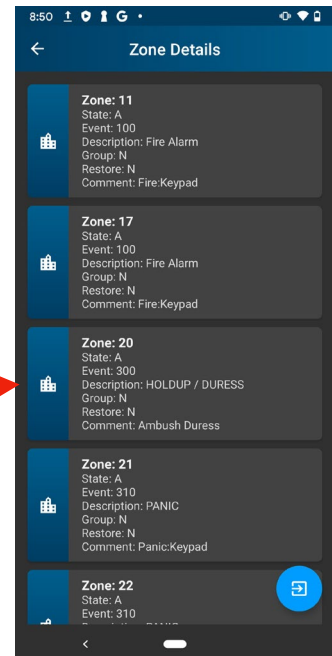 8:50
G
Zone Details
Zone: 11
State: A
Event: 100
Description: Fire Alarm
Group: N
Restore: N
Comment: Fire:Keypad
Zone: 17
State: A
Event: 100
Description: Fire Alarm
Group: N
Restore: N
Comment: Fire:Keypad
Zone: 20
State: A
Event: 300
Description: HOLDUP / DURESS
Group: N
Restore: N
Comment: Ambush Duress
Zone: 21
State: A
Event: 310
Description: PANIC
Group: N
Restore: N
Comment: Panic:Keypad
Zone: 22
State: A
Event: 310